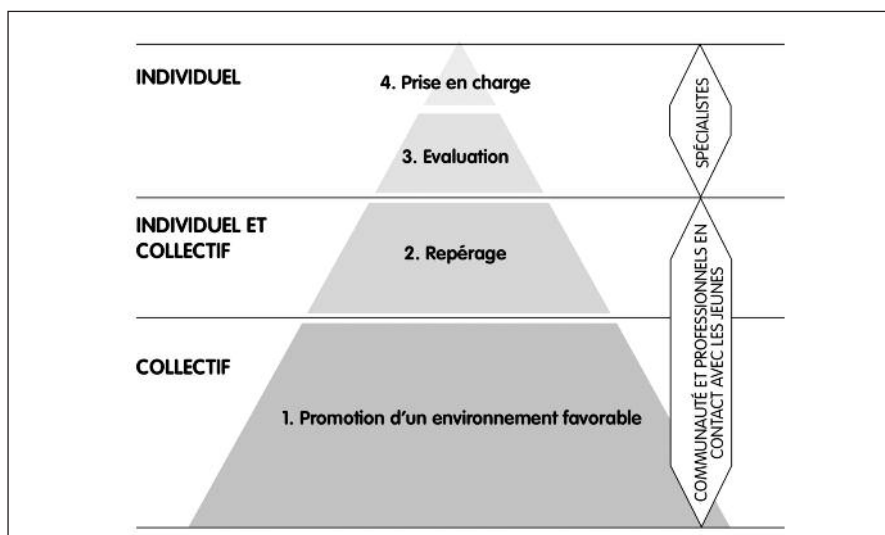 INDIVIDUEL
4. Prise en charge
SPÉCIALISTES
3. Evaluation
INDIVIDUEL ET
COLLECTIF
2. Repérage
COLLECTIF
1. Promotion d'un environnement favorable
COMMUNAUTÉ ET PROFESSIONNELS EN
CONTACT AVEC LES JEUNES